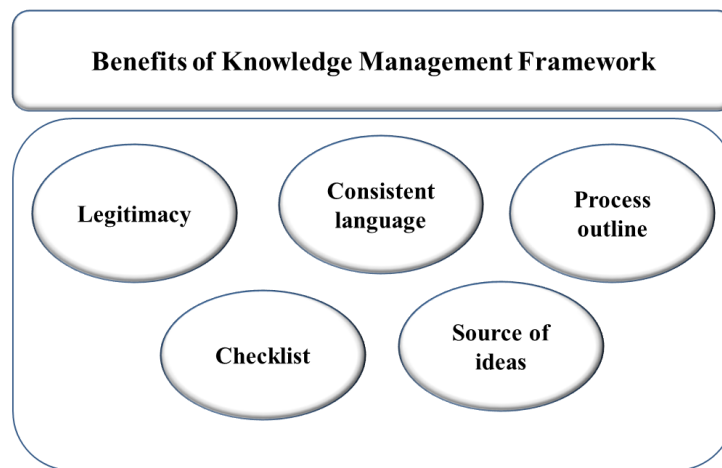 Benefits of Knowledge Management Framework
Legitimacy
Consistent
language
Process
outline
Checklist
Source of
ideas